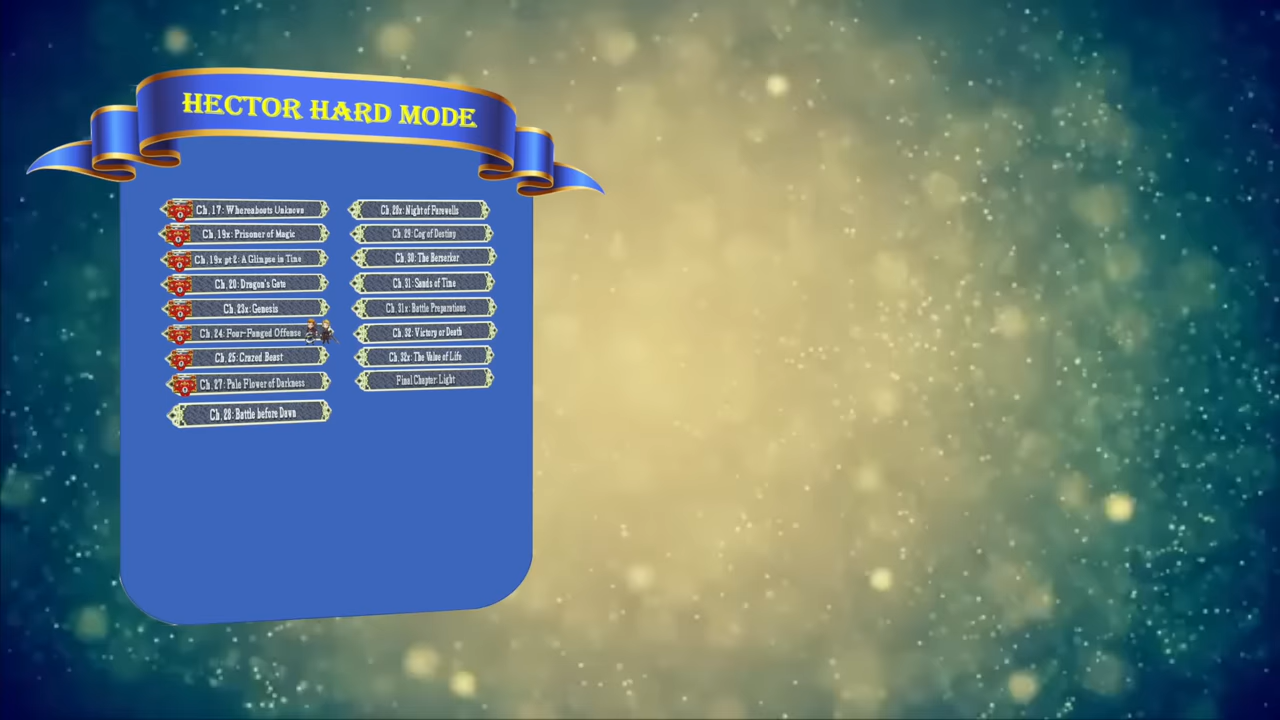 HECTOR HARD MODE
Ch. 17: Whereabouts Unknown
Ch. 19x: Prisoner of Magic
Ch. 19x pt 2: A Glimpse in Time
Ch. 20: Dragon's Gate
Ch. 23x: Genesis
Ch. 24: Four-Fanged Offense
Ch. 25: Crazed Beast
Ch. 27: Pale Flower of Darkness
Ch. 28: Battle before Dawn
Ch. 28x: Night of Farewells
Ch. 29: Cog of Destiny
Ch. 30: The Berserker
Ch. 31: Sands of Time
Ch. 31x: Battle Preparations
Ch. 32: Victory or Death
Ch. 32x: The Value of Life
Final Chapter: Light